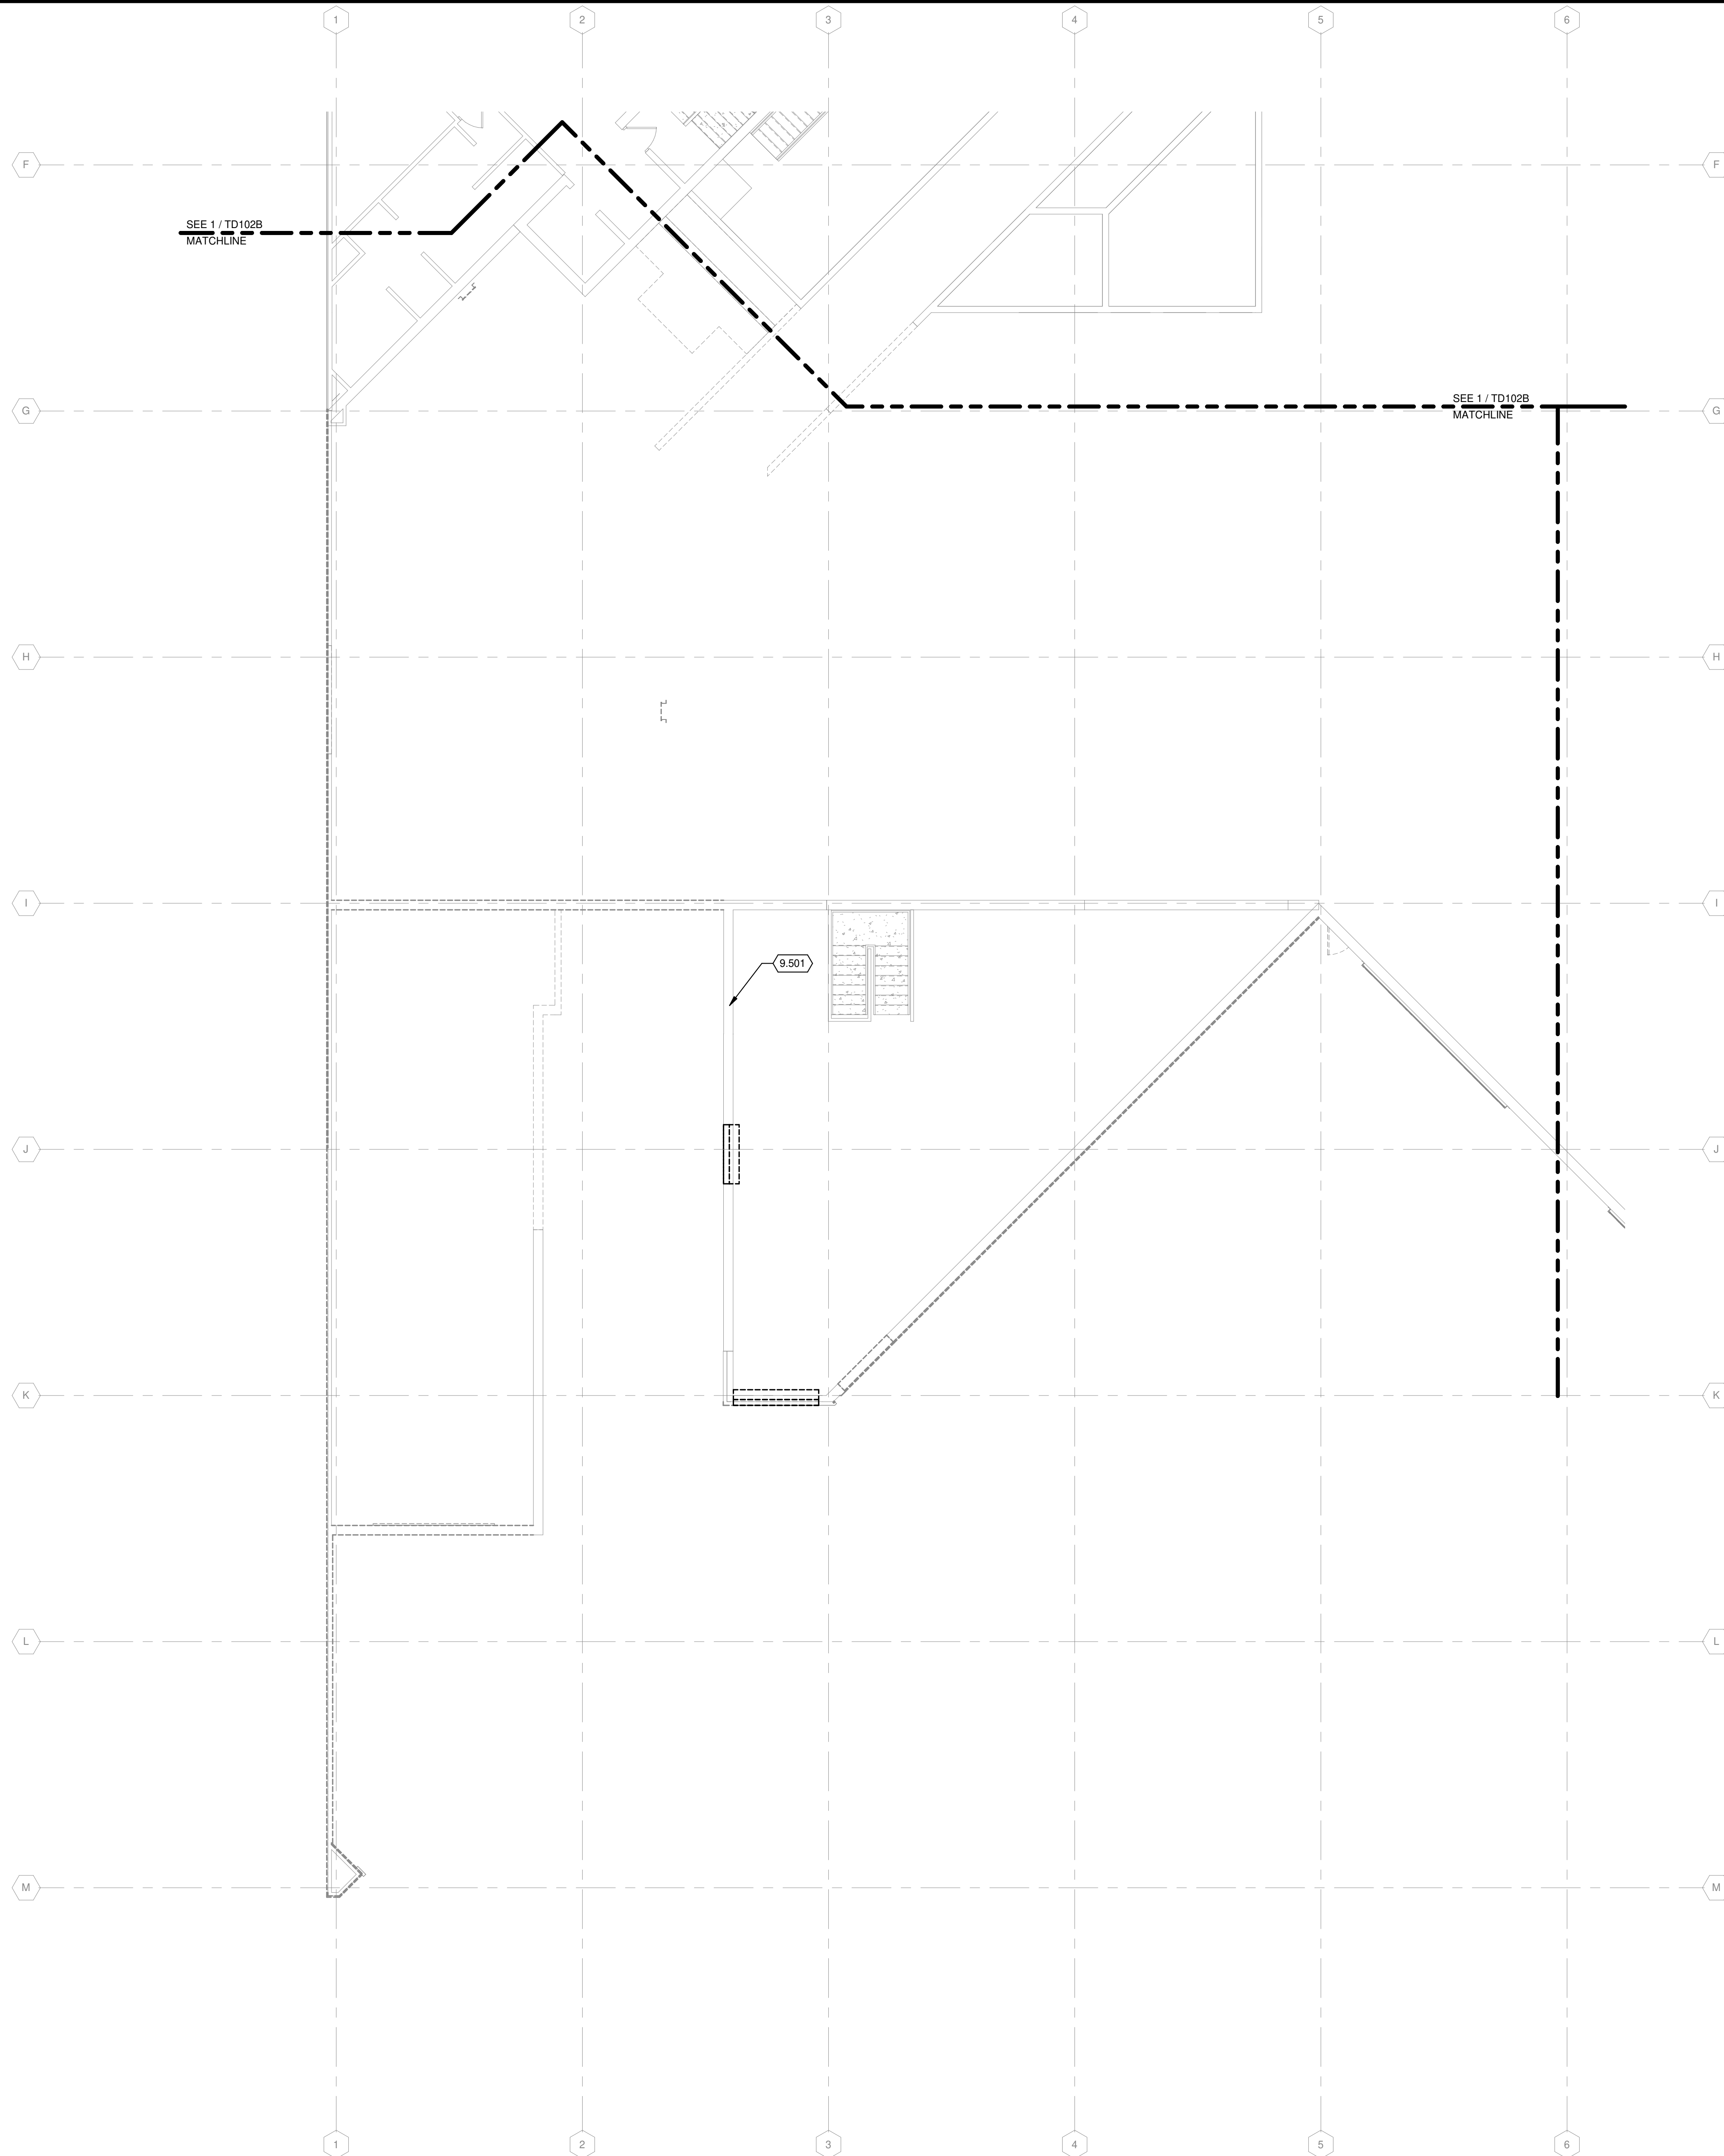 1 2 3 4 5 6
F F
SEE 1 / TD102B
MATCHLINE
SEE 1 / TD102B
G G
MATCHLINE
H H
I I
9.501
J J
K K
L L
M M
1 2 3 4 5 6